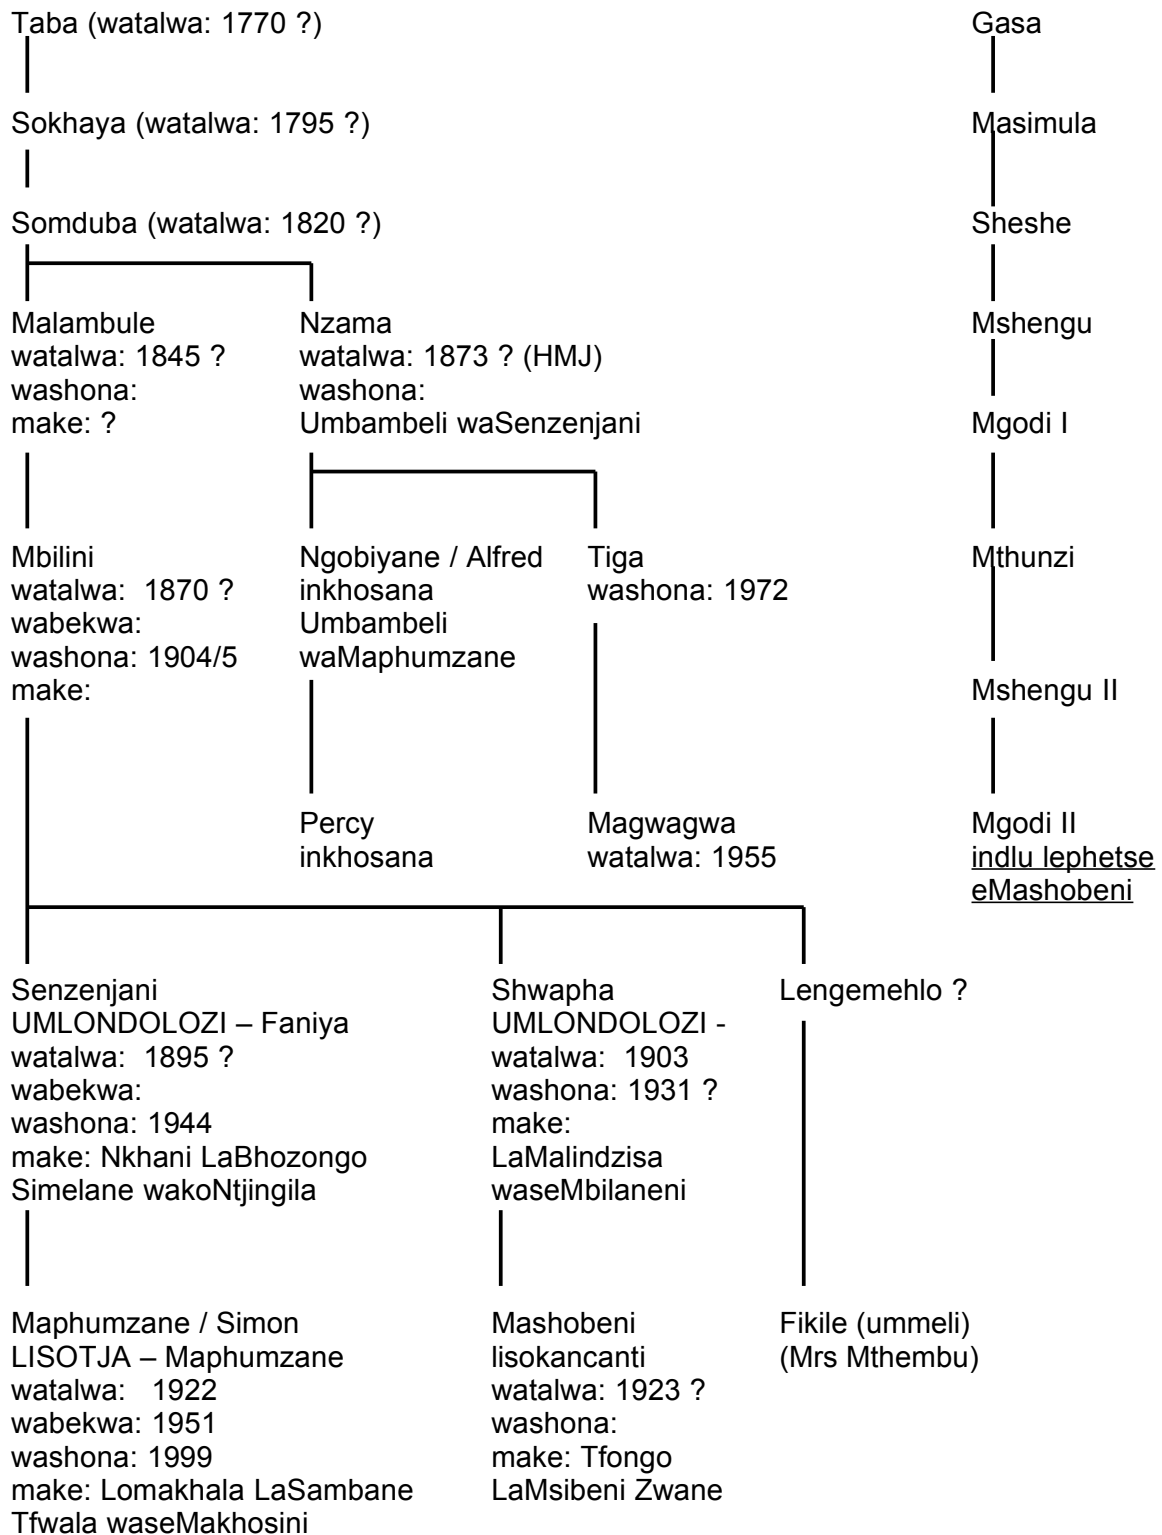 Taba (watalwa: 1770 ?)
Gasa
Sokhaya (watalwa: 1795 ?)
Masimula
Somduba (watalwa: 1820 ?)
Sheshe
Malambule
watalwa: 1845 ?
washona:
make: ?
Nzama
watalwa: 1873 ? (HMJ)
washona:
Umbambeli waSenzenjani
Mshengu
Mgodi I
Mbilini
watalwa:  1870 ?
wabekwa:
washona: 1904/5
make:
Ngobiyane / Alfred
inkhosana
Umbambeli
waMaphumzane
Tiga
washona: 1972
Mthunzi
Mshengu II
Percy
inkhosana
Magwagwa
watalwa: 1955
Mgodi II
indlu lephetse
eMashobeni
Senzenjani
UMLONDOLOZI – Faniya
watalwa:  1895 ?
wabekwa:
washona: 1944
make: Nkhani LaBhozongo
Simelane wakoNtjingila
Shwapha
UMLONDOLOZI -
watalwa:  1903
washona: 1931 ?
make:
LaMalindzisa
waseMbilaneni
Lengemehlo ?
Maphumzane / Simon
LISOTJA – Maphumzane
watalwa:   1922
wabekwa: 1951
washona: 1999
make: Lomakhala LaSambane
Tfwala waseMakhosini
Mashobeni
lisokancanti
watalwa: 1923 ?
washona:
make: Tfongo
LaMsibeni Zwane
Fikile (ummeli)
(Mrs Mthembu)